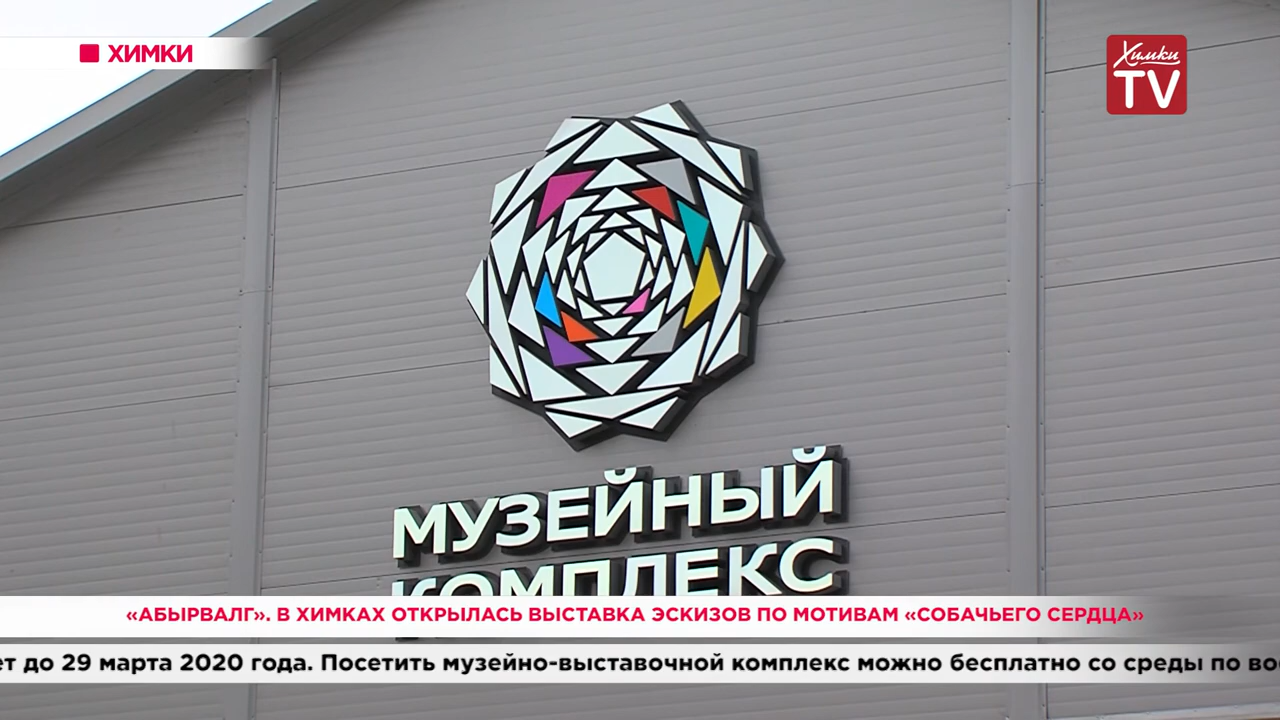 ХИМКИ
Химки
TV
МУЗЕЙНЫЙ
КОМПЛЕКС
«АБЫРВАЛГ». В ХИМКАХ ОТКРЫЛАСЬ ВЫСТАВКА ЭСКИЗОВ ПО МОТИВАМ «СОБАЧЬЕГО СЕРДЦА»
до 29 марта 2020 года. Посетить музейно-выставочной комплекс можно бесплатно со среды по